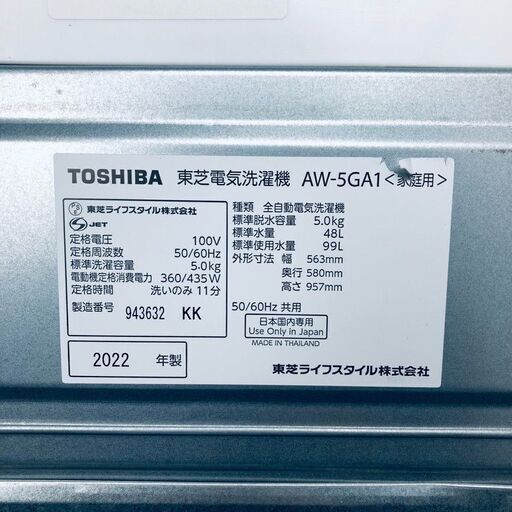 TOSHIBA 東芝電気洗濯機 AW-5GA1<家庭用>
PS E 東芝ライフスタイル株式会社
S JET
定格電圧 100V
定格周波数 50/60Hz
標準洗濯容量 5.0kg
電動機定格消費電力 360/435W
定格時間 洗いのみ 11分
製造番号 943632 KK
2022 年製
種類 全自動電気洗濯機
標準脱水容量 5.0kg
標準水量 48L
標準使用水量 99L
外形寸法 幅 563mm
奥行 580mm
高さ 957mm
50/60Hz 共用
日本国内専用
Use Only in Japan
MADE IN THAILAND
東芝ライフスタイル株式会社